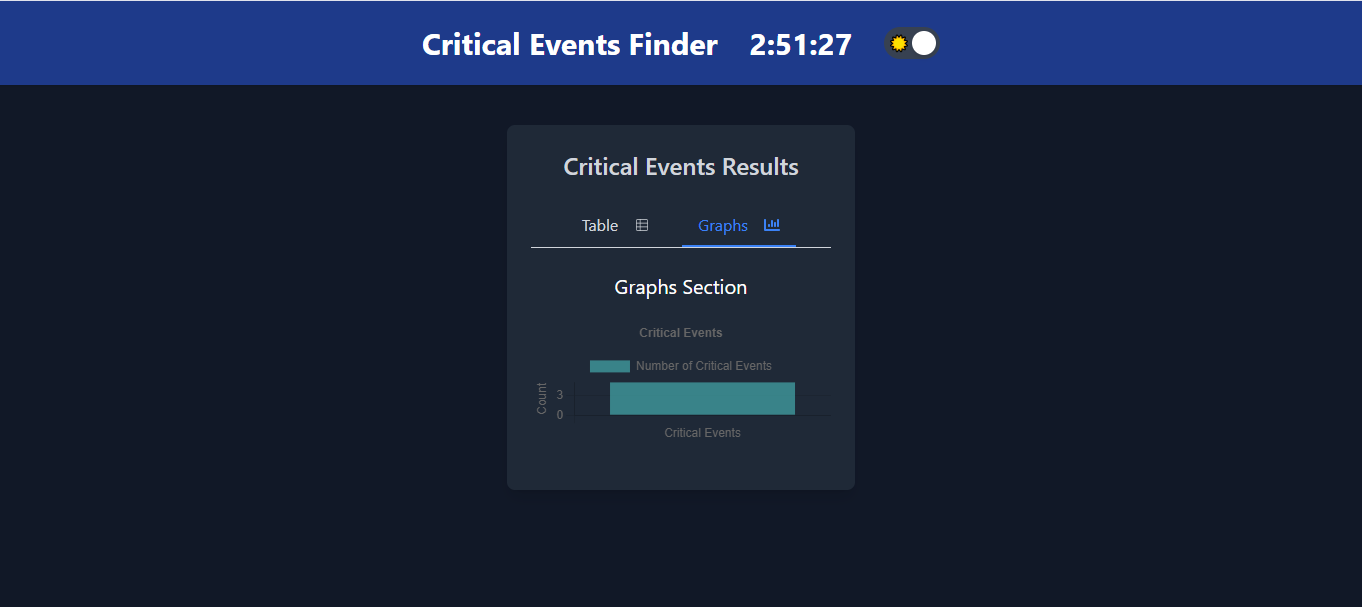 Critical Events Finder 2:51:27
Critical Events Results
Table Graphs
Graphs Section
Critical Events
Number of Critical Events
Count
3
0
Critical Events